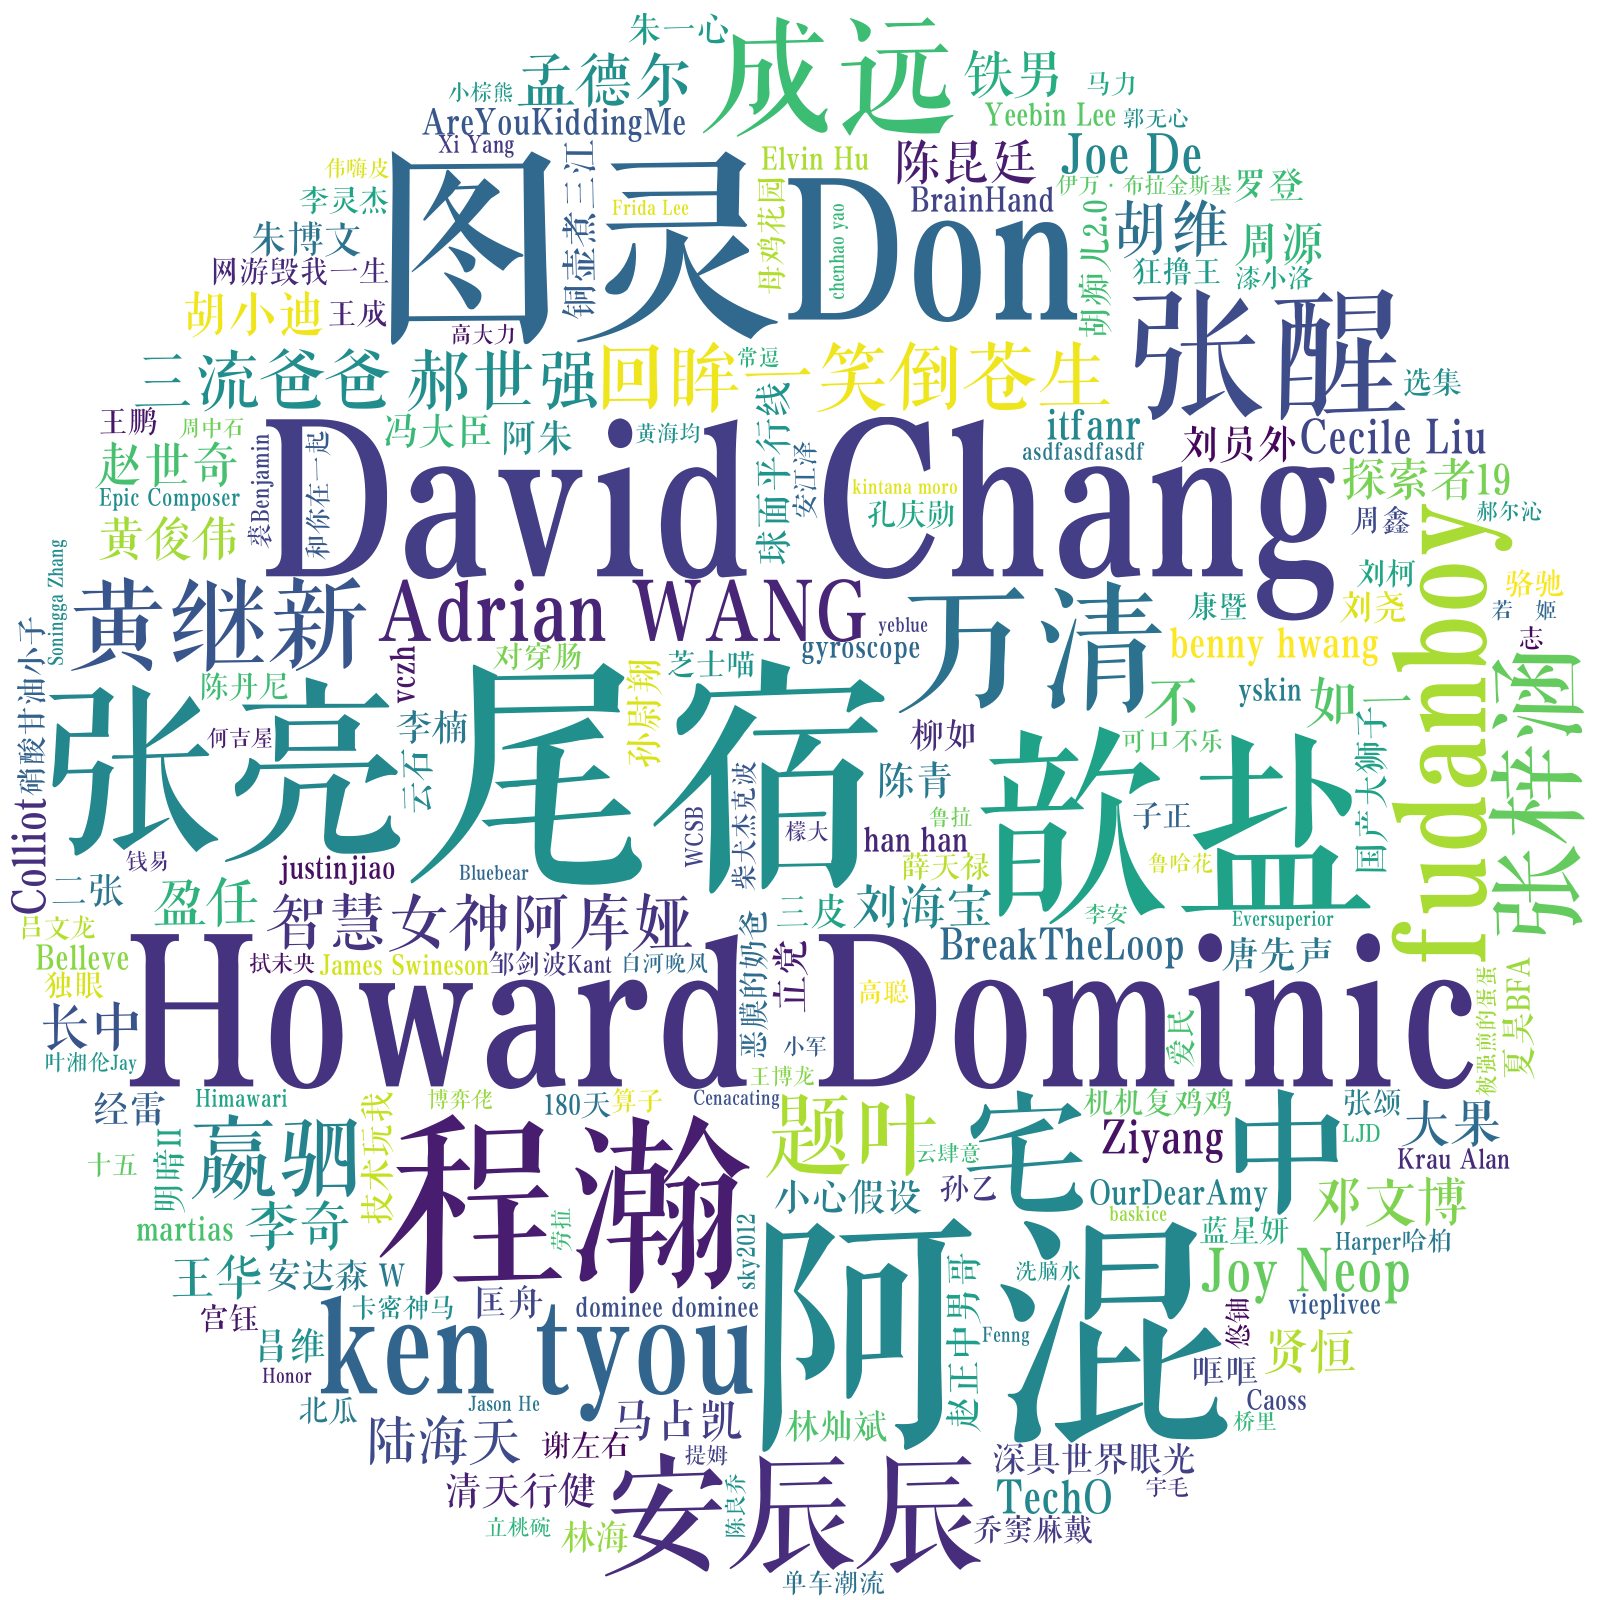 朱一心
成远
孟德尔
铁男
马力
小棕熊
AreYouKiddingMe
Yeebin Lee
郭无心
Xi Yang
铜壶煮三江
Elvin Hu
陈昆廷
Joe De
伟嗨皮
图灵Don
母鸡花园
伊万·布拉金斯基
罗登
李灵杰
Frida Lee
chenhao yao
BrainHand
胡痴儿2.0
胡维
周源
朱博文
网游毁我一生
狂撸王
漆小洛
胡小迪
王成
高大力
张醒
三流爸爸
郝世强
回眸一笑倒苍生
常逗
选集
王鹏
周中石
冯大臣
阿朱
黄海均
球面平行线
itfanr
刘员外
Cecile Liu
赵世奇
裘Benjamin
和你在一起
David Chang
安江泽
asdfasdfasdf
探索者19
Epic Composer
kintana moro
孔庆勋
周鑫
郝尔沁
黄俊伟
fudanboy
Soningga Zhang
黄继新
Adrian WANG
万清
康暨
刘柯
骆驰
刘尧
若 姬
硝酸甘油小子
yeblue
gyroscope
benny hwang
志
vczh
对穿肠
孙尉翔
芝士喵
陈丹尼
不
yskin
如一
张梓涵
张亮
尾宿
何吉屋
李楠
云石
柳如
可口不乐
国产大狮子
歆盐
陈青
柴犬杰克波
WCSB
檬大
鲁拉
子正
Colliot
钱易
justinjiao
Bluebear
han han
薛天禄
鲁哈花
二张
盈任
智慧女神阿库娅
三皮
刘海宝
李安
Eversuperior
吕文龙
恶膜的奶爸
立党
BreakTheLoop
唐先声
Belleve
拭未央
James Swineson
邹剑波Kant
白河晚风
独眼
高聪
被强煎的蛋蛋
夏昊BFA
长中
Howard Dominic
爱民
叶湘伦Jay
小军
王博龙
经雷
Himawari
博弈佬
180天
算子
Cenacating
题叶
宅中
机机复鸡鸡
张颂
大果
明暗II
嬴驷
技术玩我
程瀚
云肆意
Ziyang
LJD
Krau Alan
十五
小心假设
孙乙
OurDearAmy
邓文博
martias
李奇
劳拉
sky2012
阿混
baskice
蓝星妍
Harper哈柏
王华
安达森 W
赵正中男哥
洗脑水
Joy Neop
宫钰
卡密神马
匡舟
dominee dominee
vieplivee
昌维
ken tyou
Fenng
悠铀
贤恒
Honor
哐哐
北瓜
Jason He
马占凯
林灿斌
Caoss
桥里
陆海天
谢左右
提姆
安辰辰
深具世界眼光
清天行健
陈良乔
TechO
宇毛
立桃碗
林海
乔窦麻戴
单车潮流